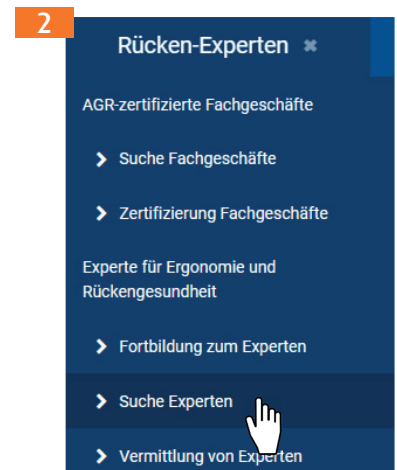 2
Rücken-Experten
AGR-zertifizierte Fachgeschäfte
Suche Fachgeschäfte
Zertifizierung Fachgeschäfte
Experte für Ergonomie und
Rückengesundheit
Fortbildung zum Experten
Suche Experten
Vermittlung von Experten